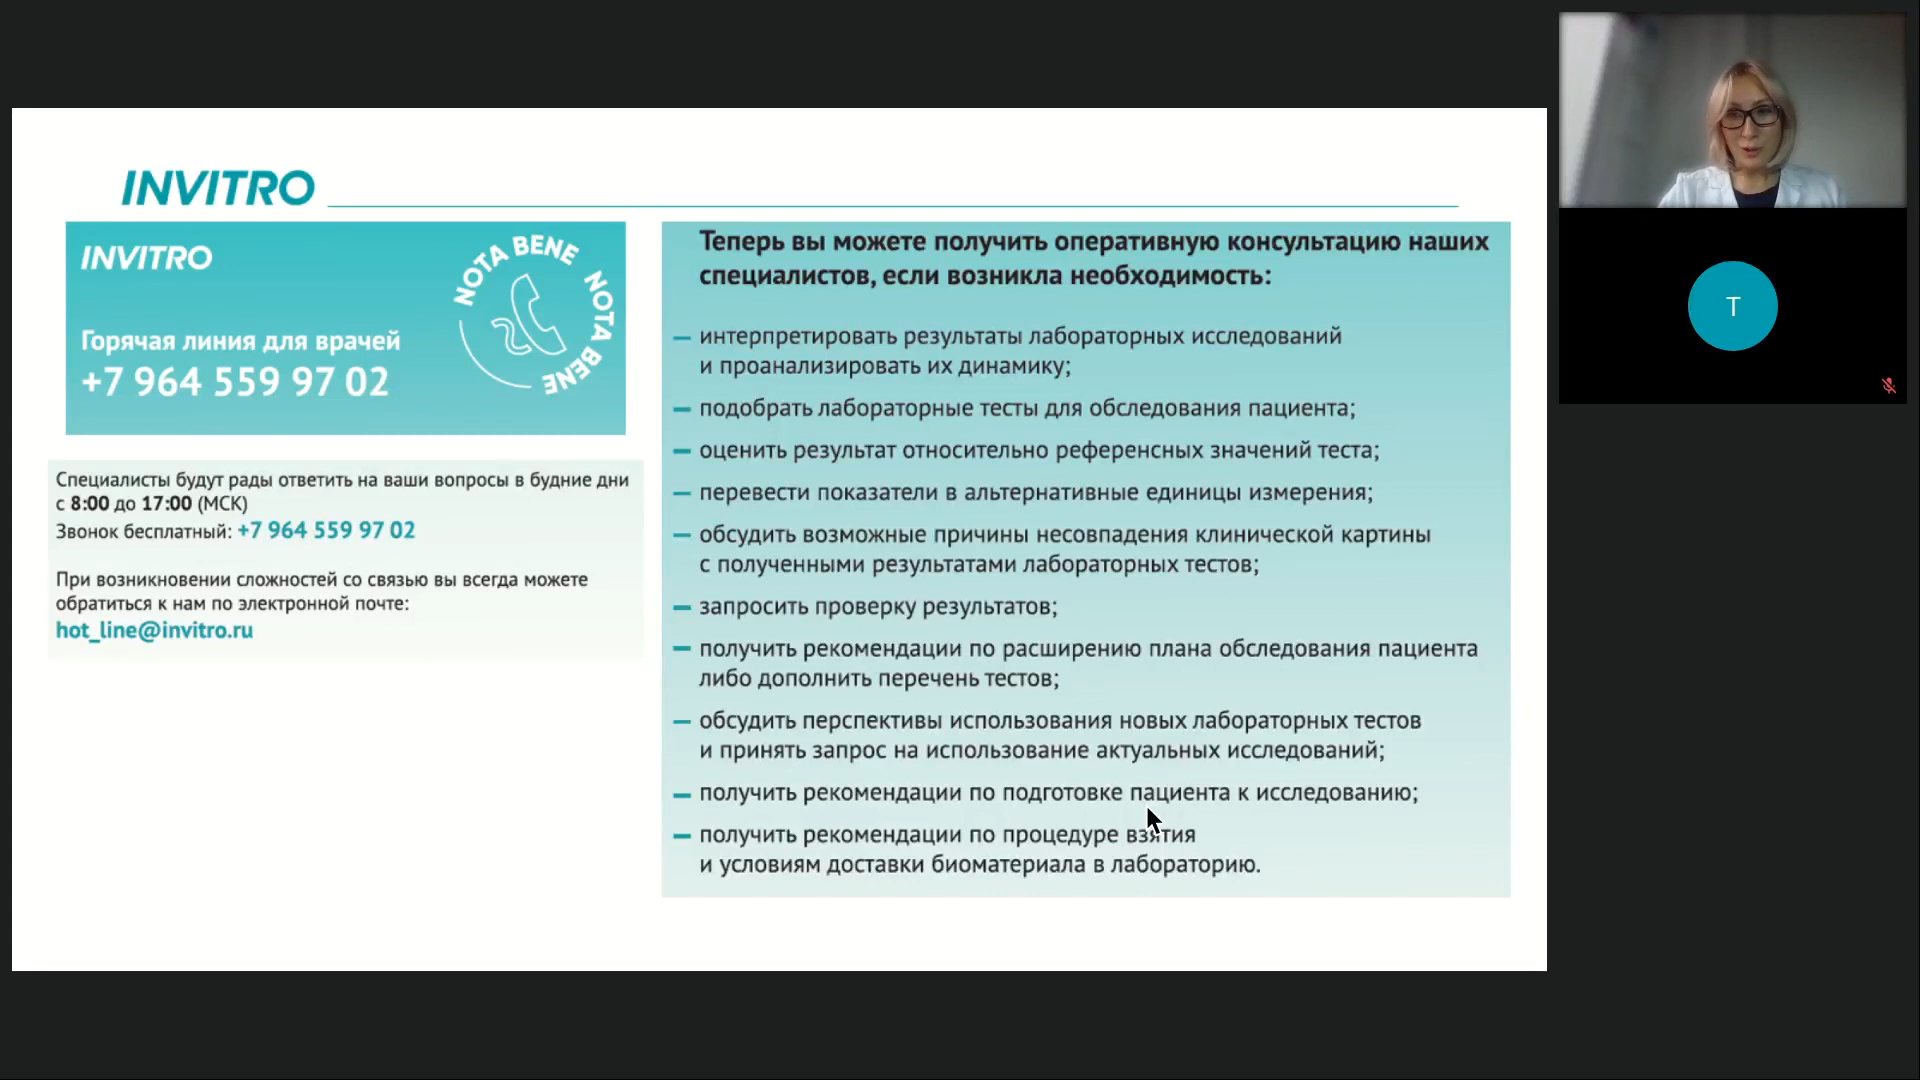 INVITRO
INVITRO
NOTA BENE NOTA BENE
Горячая линия для врачей
+7 964 559 97 02
Специалисты будут рады ответить на ваши вопросы в будние дни
с 8:00 до 17:00 (МСК)
Звонок бесплатный: +7 964 559 97 02
При возникновении сложностей со связью вы всегда можете
обратиться к нам по электронной почте:
hot_line@invitro.ru
Теперь вы можете получить оперативную консультацию наших
специалистов, если возникла необходимость:
— интерпретировать результаты лабораторных исследований
и проанализировать их динамику;
— подобрать лабораторные тесты для обследования пациента;
— оценить результат относительно референсных значений теста;
— перевести показатели в альтернативные единицы измерения;
— обсудить возможные причины несовпадения клинической картины
с полученными результатами лабораторных тестов;
— запросить проверку результатов;
— получить рекомендации по расширению плана обследования пациента
либо дополнить перечень тестов;
— обсудить перспективы использования новых лабораторных тестов
и принять запрос на использование актуальных исследований;
— получить рекомендации по подготовке пациента к исследованию;
— получить рекомендации по процедуре взятия
и условиям доставки биоматериала в лабораторию.
T